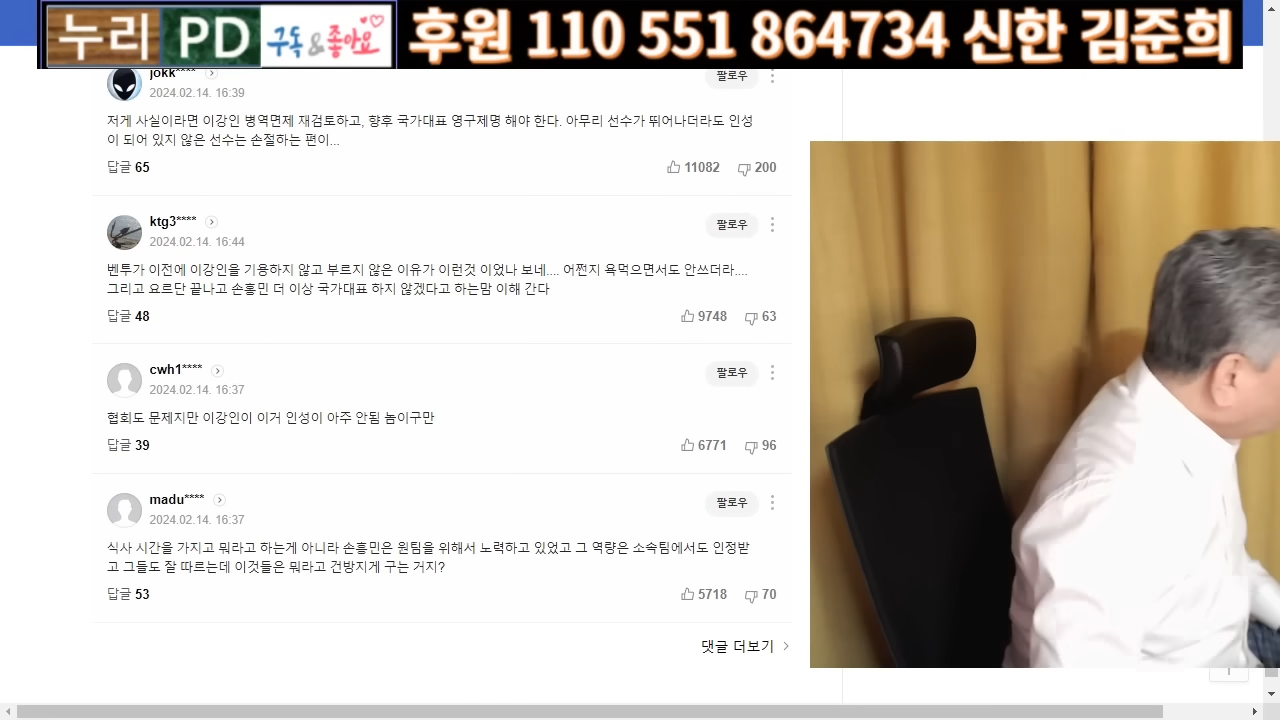 누리 PD 구독&좋아요 후원 110 551 864734 신한 김준희
jokk****
팔로우
2024.02.14. 16:39
저게 사실이라면 이강인 병역면제 재검토하고, 향후 국가대표 영구제명 해야 한다. 아무리 선수가 뛰어나더라도 인성
이 되어 있지 않은 선수는 손절하는 편이...
답글 65
11082 200
ktg3****
팔로우
2024.02.14. 16:44
벤투가 이전에 이강인을 기용하지 않고 부르지 않은 이유가 이런것 이었나 보네.... 어쩐지 욕먹으면서도 안쓰더라....
그리고 요르단 끝나고 손흥민 더 이상 국가대표 하지 않겠다고 하는맘 이해 간다
답글 48
9748 63
cwh1****
팔로우
2024.02.14. 16:37
협회도 문제지만 이강인이 이거 인성이 아주 안됨 놈이구만
답글 39
6771 96
madu****
팔로우
2024.02.14. 16:37
식사 시간을 가지고 뭐라고 하는게 아니라 손흥민은 원팀을 위해서 노력하고 있었고 그 역량은 소속팀에서도 인정받
고 그들도 잘 따르는데 이것들은 뭐라고 건방지게 구는 거지?
답글 53
5718 70
댓글 더보기